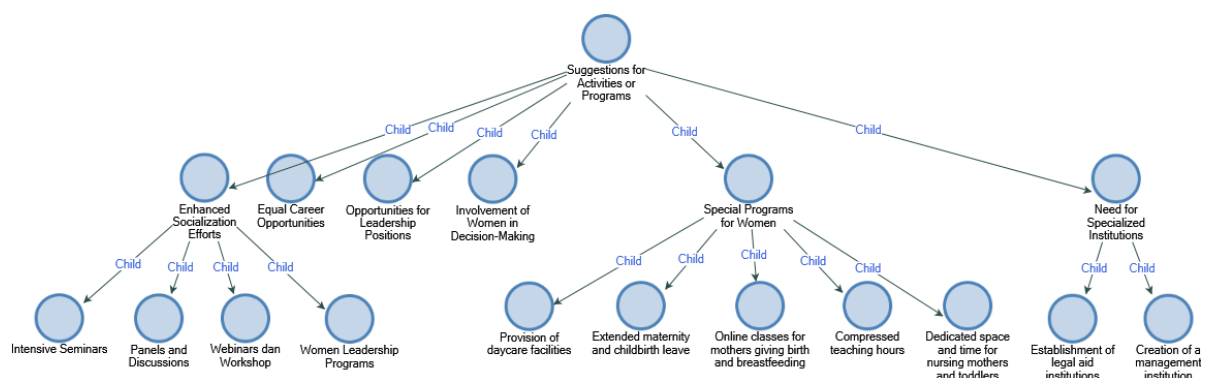 Suggestions for
Activities or
Programs
Child
Child
Child
Child
Child
Child
Enhanced
Socialization
Efforts
Equal Career
Opportunities
Opportunities for
Leadership
Positions
Involvement of
Women in
Decision-Making
Special Programs
for Women
Need for
Specialized
Institutions
Child
Child
Child
Child
Child
Child
Child
Child
Child
Child
Child
Intensive Seminars
Panels and
Discussions
Webinars dan
Workshop
Women Leadership
Programs
Provision of
daycare facilities
Extended maternity
and childbirth leave
Online classes for
mothers giving birth
and breastfeeding
Compressed
teaching hours
Dedicated space
and time for
nursing mothers
and toddlers
Establishment of
legal aid
institutions
Creation of a
management
institution